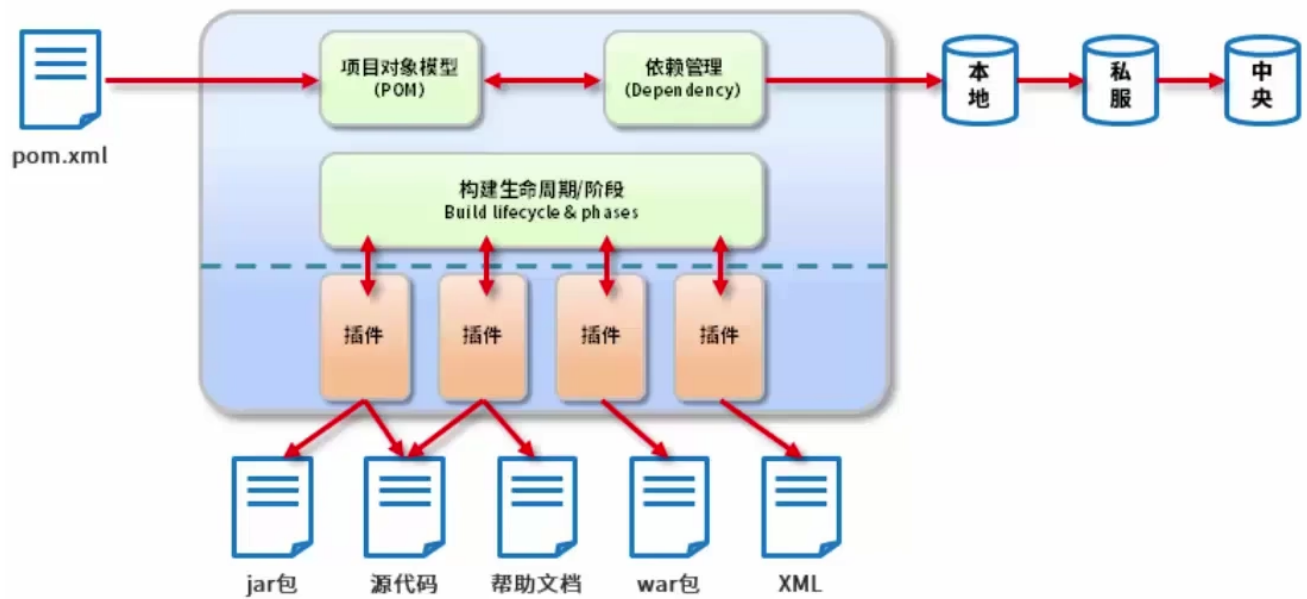 pom.xml
项目对象模型
(POM)
依赖管理
(Dependency)
本
地
私
服
中
央
构建生命周期/阶段
Build lifecycle & phases
插件
插件
插件
插件
jar包
源代码
帮助文档
war包
XML